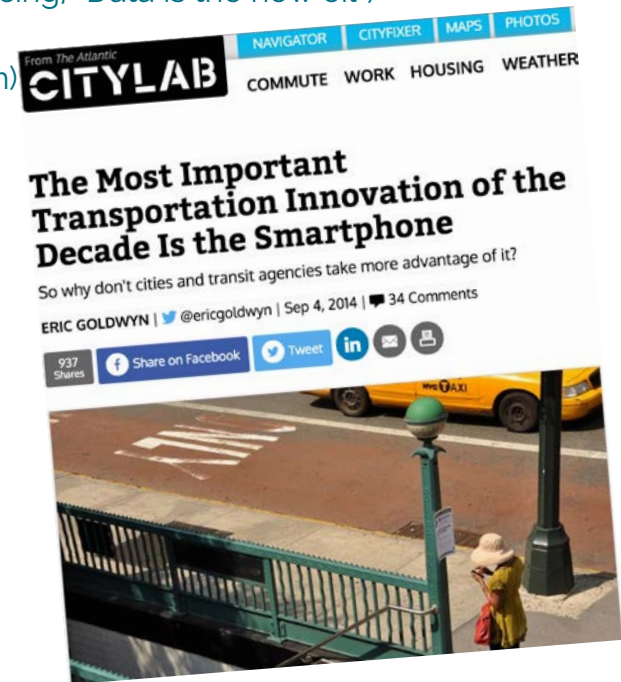 Data is the new oil",
n)
From The Atlantic
CITYLAB
NAVIGATOR CITYFIXER MAPS PHOTOS
COMMUTE WORK HOUSING WEATHER
The Most Important
Transportation Innovation of the
Decade Is the Smartphone
So why don't cities and transit agencies take more advantage of it?
ERIC GOLDWYN | @ericgoldwyn | Sep 4, 2014 | 34 Comments
937
Shares
f Share on Facebook
Tweet
in
NYC TAXI
ONLY